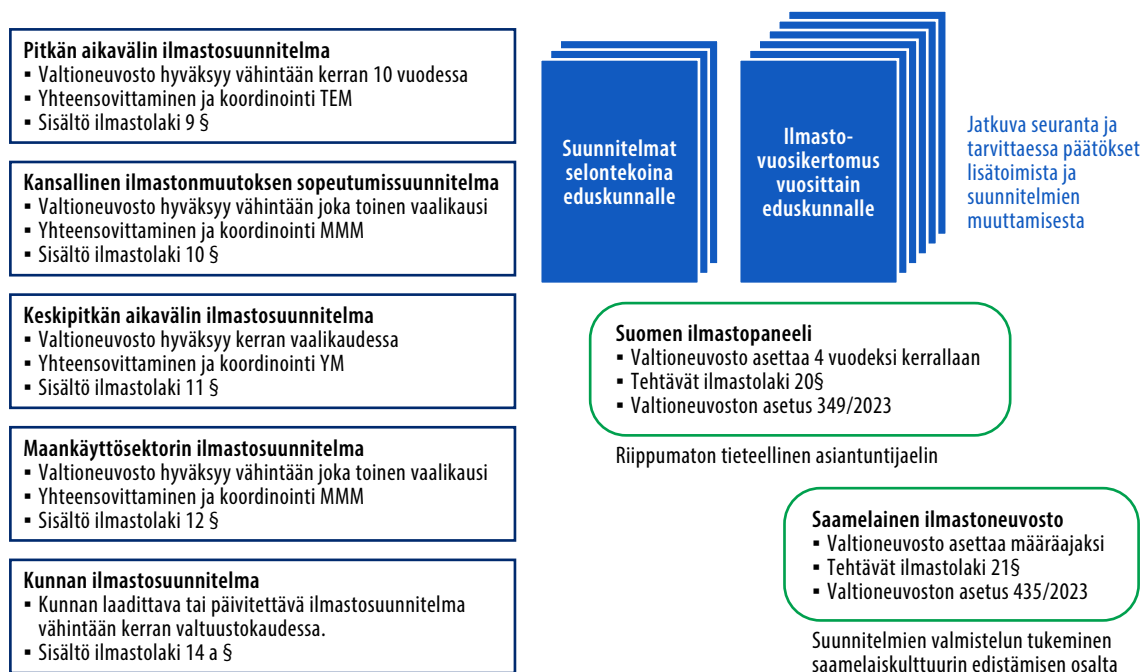 Pitkän aikavälin ilmastosuunnitelma
▪ Valtioneuvosto hyväksyy vähintään kerran 10 vuodessa
▪ Yhteensovittaminen ja koordinointi TEM
▪ Sisältö ilmastolaki 9 §
Kansallinen ilmastonmuutoksen sopeutumissuunnitelma
▪ Valtioneuvosto hyväksyy vähintään joka toinen vaalikausi
▪ Yhteensovittaminen ja koordinointi MMM
▪ Sisältö ilmastolaki 10 §
Keskipitkän aikavälin ilmastosuunnitelma
▪ Valtioneuvosto hyväksyy kerran vaalikaudessa
▪ Yhteensovittaminen ja koordinointi YM
▪ Sisältö ilmastolaki 11 §
Maankäyttösektorin ilmastosuunnitelma
▪ Valtioneuvosto hyväksyy vähintään joka toinen vaalikausi
▪ Yhteensovittaminen ja koordinointi MMM
▪ Sisältö ilmastolaki 12 §
Kunnan ilmastosuunnitelma
▪ Kunnan laadittava tai päivitettävä ilmastosuunnitelma
vähintään kerran valtuustokaudessa.
▪ Sisältö ilmastolaki 14 a §
Suunnitelmat
selontekoina
eduskunnalle
Ilmasto-
vuosikertomus
vuosittain
eduskunnalle
Jatkuva seuranta ja
tarvittaessa päätökset
lisätoimista ja
suunnitelmien
muuttamisesta
Suomen ilmastopaneeli
▪ Valtioneuvosto asettaa 4 vuodeksi kerrallaan
▪ Tehtävät ilmastolaki 20§
▪ Valtioneuvoston asetus 349/2023
Riippumaton tieteellinen asiantuntijaelin
Saamelainen ilmastoneuvosto
▪ Valtioneuvosto asettaa määräajaksi
▪ Tehtävät ilmastolaki 21§
▪ Valtioneuvoston asetus 435/2023
Suunnitelmien valmistelun tukeminen
saamelaiskulttuurin edistämisen osalta